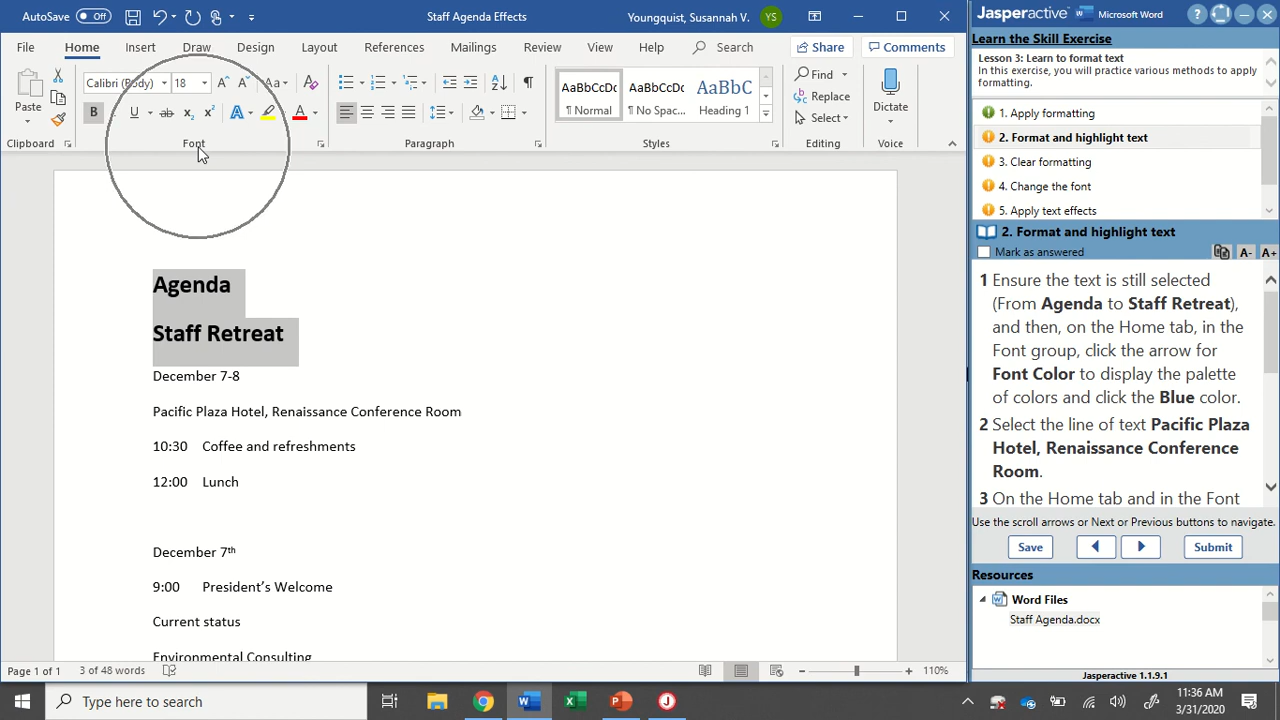 AutoSave Off Staff Agenda Effects Youngquist, Susannah V. YS
File Home Insert Draw Design Layout References Mailings Review View Help Search Share Comments
Paste Calibri (Body) 18 Aa A B U ab x₂ x² A A
AaBbCcDc AaBbCcDc AaBbC
Normal No Spac... Heading 1
Find
Replace
Select
Dictate
Clipboard Font Paragraph Styles Editing Voice
Agenda
Staff Retreat
December 7-8
Pacific Plaza Hotel, Renaissance Conference Room
10:30 Coffee and refreshments
12:00 Lunch
December 7th
9:00 President's Welcome
Current status
Environmental Consulting
Page 1 of 1 3 of 48 words 110%
Type here to search
Jasperactive Microsoft Word
Learn the Skill Exercise
Lesson 3: Learn to format text
In this exercise, you will practice various methods to apply
formatting.
1. Apply formatting
2. Format and highlight text
3. Clear formatting
4. Change the font
5. Apply text effects
2. Format and highlight text
Mark as answered A- A+
1 Ensure the text is still selected
(From Agenda to Staff Retreat),
and then, on the Home tab, in the
Font group, click the arrow for
Font Color to display the palette
of colors and click the Blue color.
2 Select the line of text Pacific Plaza
Hotel, Renaissance Conference
Room.
3 On the Home tab and in the Font
Use the scroll arrows or Next or Previous buttons to navigate.
Save Submit
Resources
Word Files
Staff Agenda.docx
Jasperactive 1.1.9.1
11:36 AM
3/31/2020